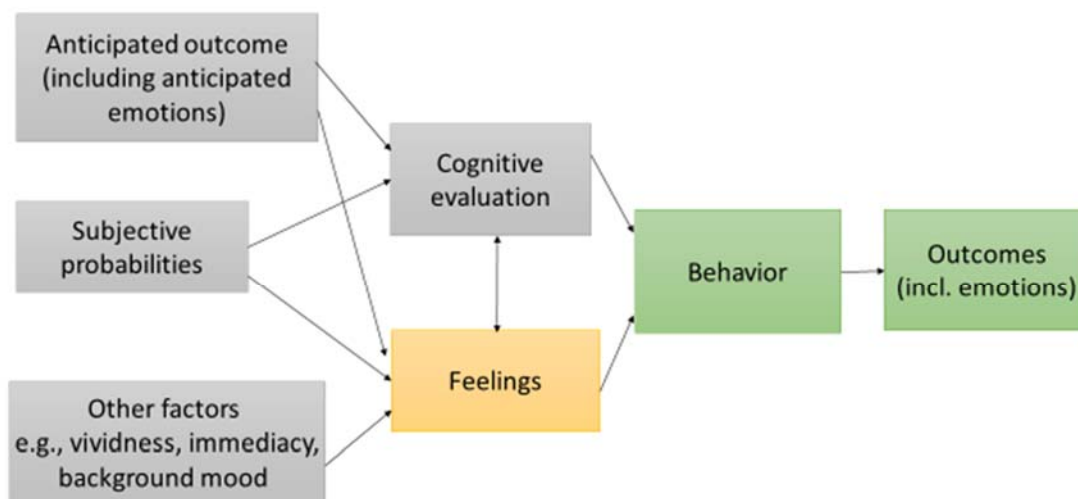 Anticipated outcome
(including anticipated
emotions)
Subjective
probabilities
Other factors
e.g., vividness, immediacy,
background mood
Cognitive
evaluation
Feelings
Behavior
Outcomes
(incl. emotions)